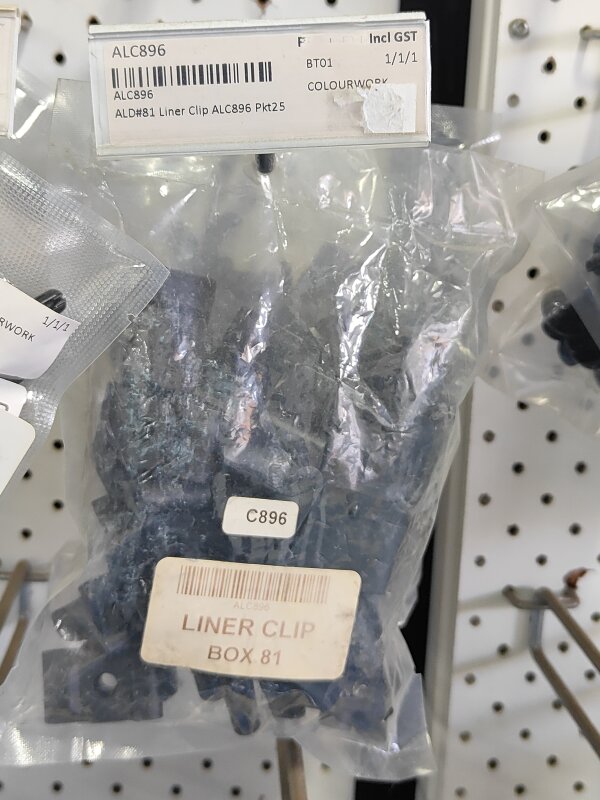 ALC896
Incl GST
BT01
1/1/1
ALC896
COLOURWORK
ALD#81 Liner Clip ALC896 Pkt25
1/1/1
RWORK
C896
ALC896
LINER CLIP
BOX 81